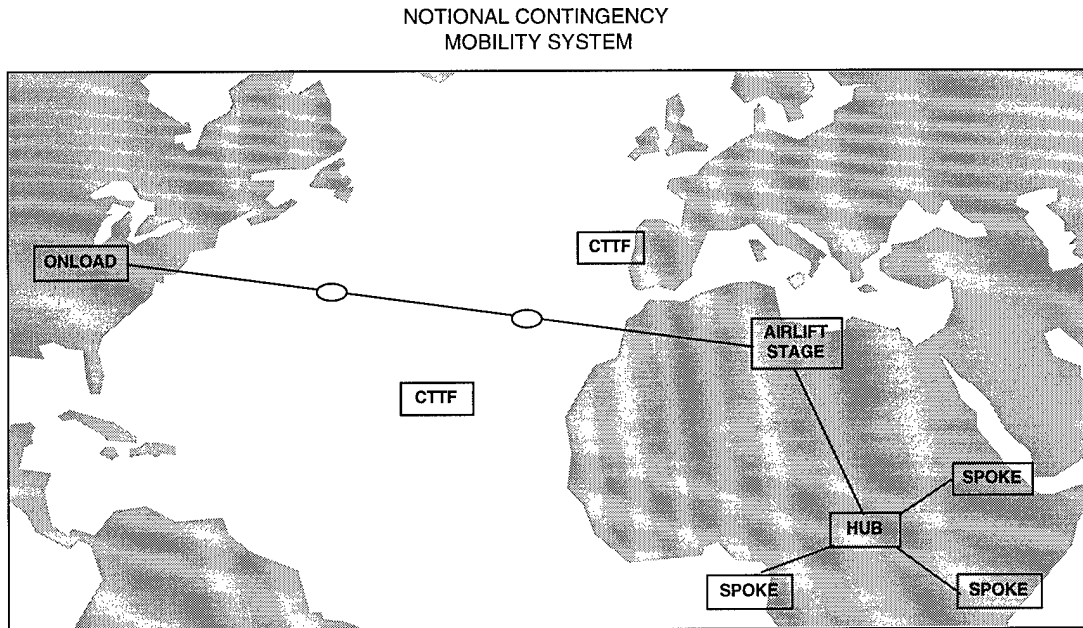 NOTIONAL CONTINGENCY
MOBILITY SYSTEM
CTTF
ONLOAD
AIRLIFT
STAGE
CTTF
SPOKE
HUB
SPOKE
SPOKE